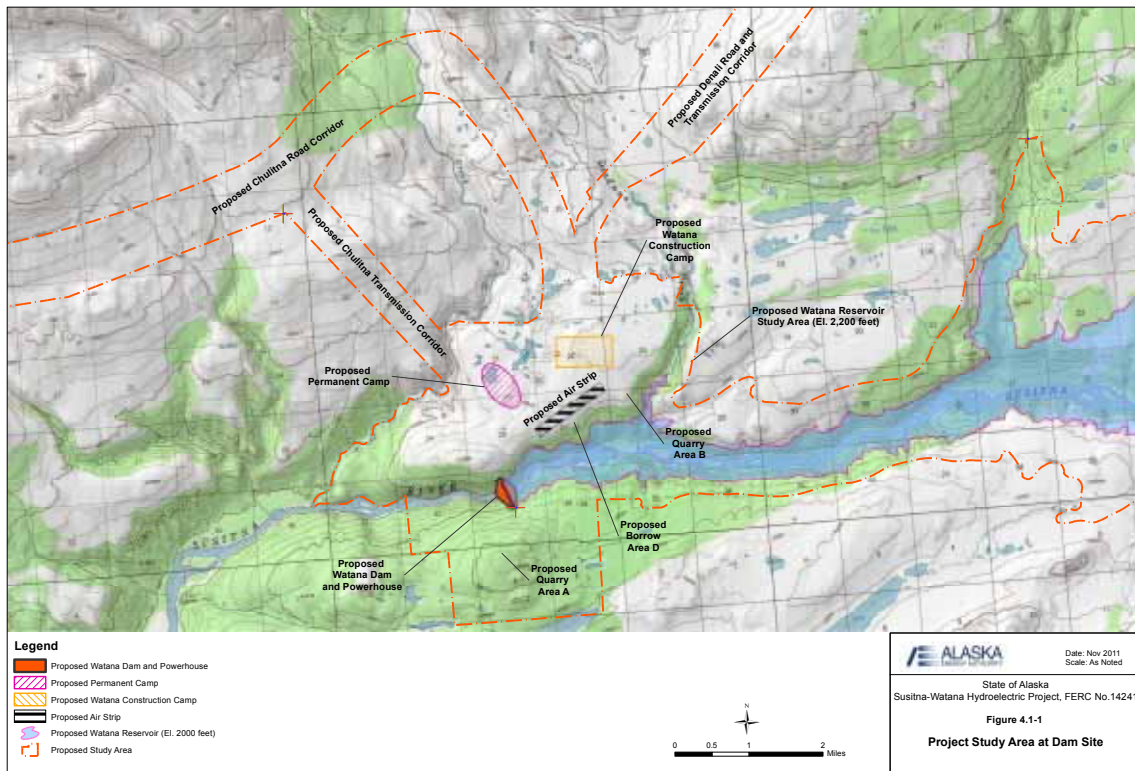 Proposed Denali Road and
Transmission Corridor
Proposed Chulitna Road Corridor
Proposed Chulitna Transmission Corridor
Proposed
Watana
Construction
Camp
Proposed Watana Reservoir
Study Area (El. 2,200 feet)
Proposed
Permanent Camp
Proposed Air Strip
Proposed
Quarry
Area B
SUSITNA
RIVER
SUSITNA
Proposed
Borrow
Area D
Proposed
Watana Dam
and Powerhouse
Proposed
Quarry
Area A
Legend
Proposed Watana Dam and Powerhouse
Proposed Permanent Camp
Proposed Watana Construction Camp
Proposed Air Strip
Proposed Watana Reservoir (El. 2000 feet)
Proposed Study Area
N
0 0.5 1 2
Miles
ALASKA
ENERGY AUTHORITY
Date: Nov 2011
Scale: As Noted
State of Alaska
Susitna-Watana Hydroelectric Project, FERC No.14241
Figure 4.1-1
Project Study Area at Dam Site